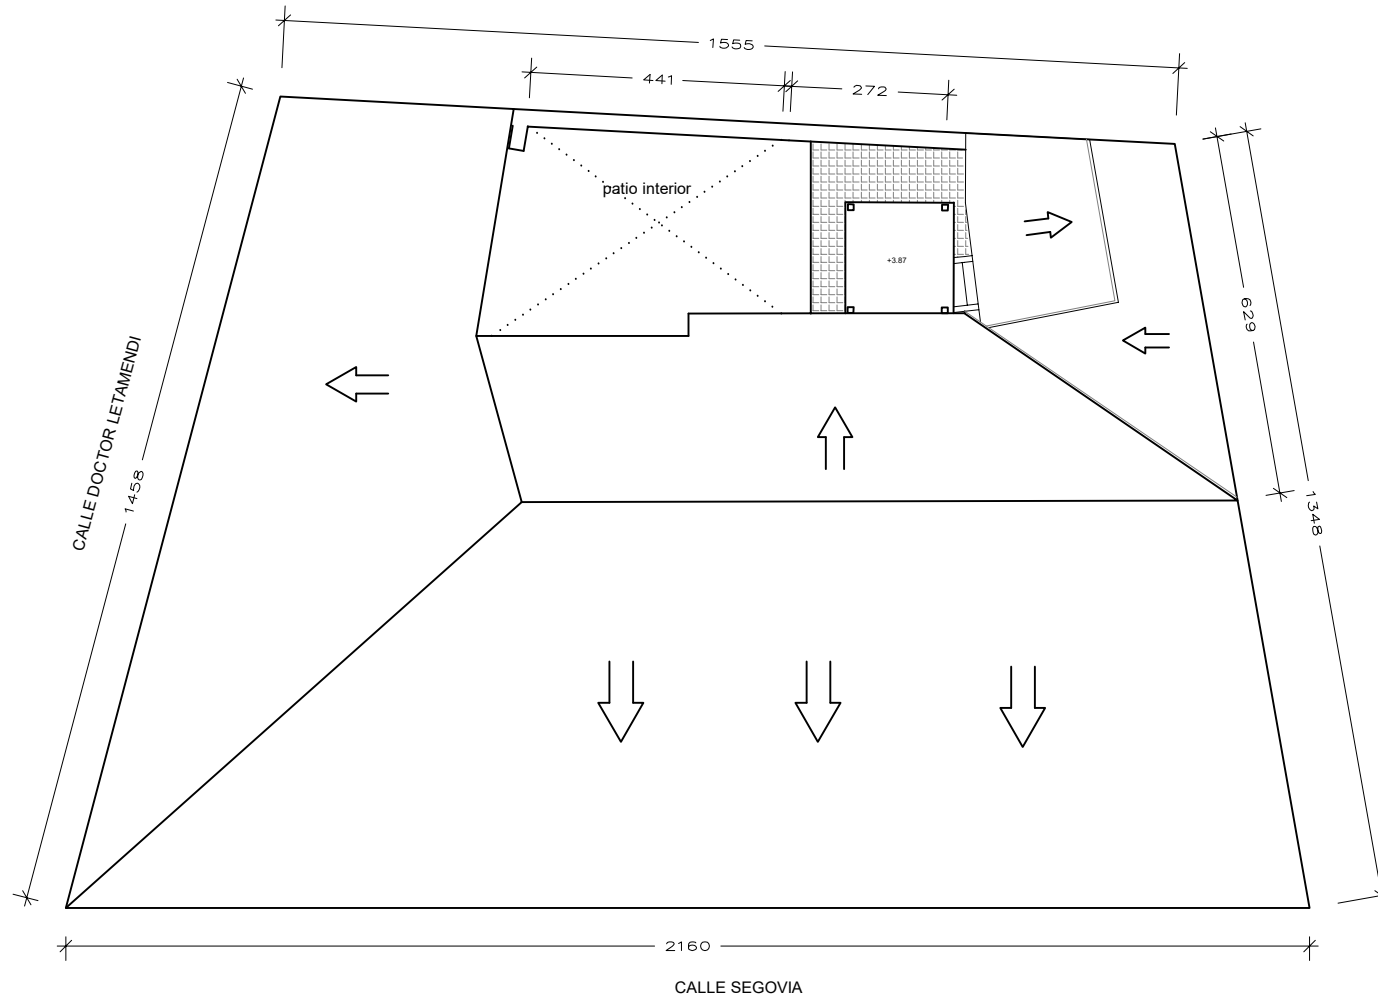 1555
441
272
patio interior
+3.87
629
CALLE DOCTOR LETAMENDI
1458
1348
2160
CALLE SEGOVIA